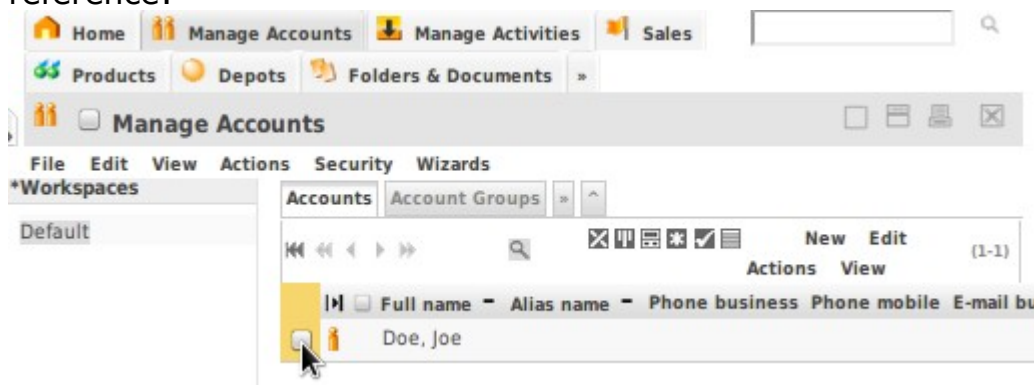 reference:
Home Manage Accounts Manage Activities Sales
Products Depots Folders & Documents »
Manage Accounts
File Edit View Actions Security Wizards
*Workspaces
Default
Accounts Account Groups » ^
New Edit (1-1)
Actions View
Full name Alias name Phone business Phone mobile E-mail bu
Doe, Joe